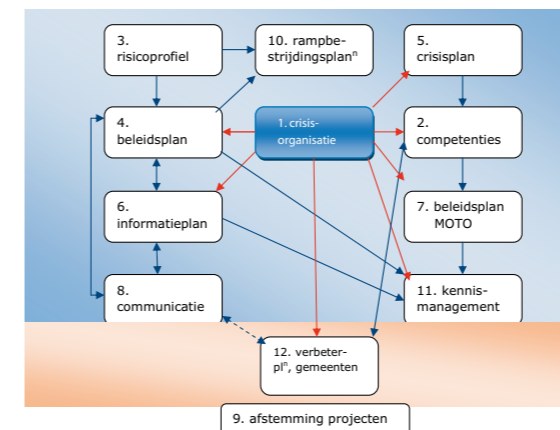 3.
risicoprofiel
10. rampbe-
strijdingsplanⁿ
5.
crisisplan
4.
beleidsplan
1. crisis-
organisatie
2.
competenties
6.
informatieplan
7. beleidsplan
MOTO
8.
communicatie
11. kennis-
management
12. verbeter-
plⁿ, gemeenten
9. afstemming projecten